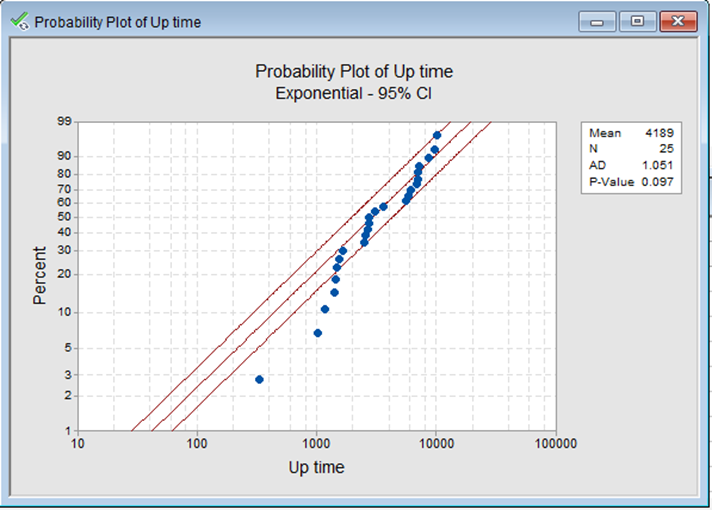 Probability Plot of Up time
Probability Plot of Up time
Exponential - 95% CI
99
90
80
70
60
50
40
30
20
10
5
3
2
1
Percent
10 100 1000 10000 100000
Up time
Mean 4189
N 25
AD 1.051
P-Value 0.097